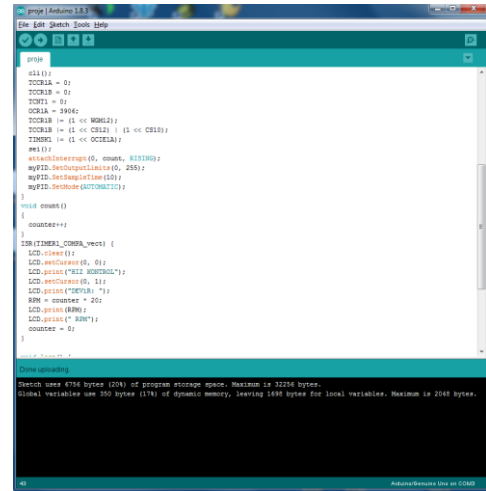 proje | Arduino 1.8.3
File Edit Sketch Tools Help
proje
cli();
TCCR1A = 0;
TCCR1B = 0;
TCNT1 = 0;
OCR1A = 3906;
TCCR1B |= (1 << WGM12);
TCCR1B |= (1 << CS12) | (1 << CS10);
TIMSK1 |= (1 << OCIE1A);
sei();
attachInterrupt(0, count, RISING);
myPID.SetOutputLimits(0, 255);
myPID.SetSampleTime(10);
myPID.SetMode(AUTOMATIC);
}
void count()
{
counter++;
}
ISR(TIMER1_COMPA_vect) {
LCD.clear();
LCD.setCursor(0, 0);
LCD.print("HIZ KONTROL");
LCD.setCursor(0, 1);
LCD.print("DEVIR: ");
RPM = counter * 20;
LCD.print(RPM);
LCD.print(" RPM");
counter = 0;
}
Done uploading.
Sketch uses 6756 bytes (20%) of program storage space. Maximum is 32256 bytes.
Global variables use 350 bytes (17%) of dynamic memory, leaving 1698 bytes for local variables. Maximum is 2048 bytes.
43
Arduino/Genuino Uno on COM3